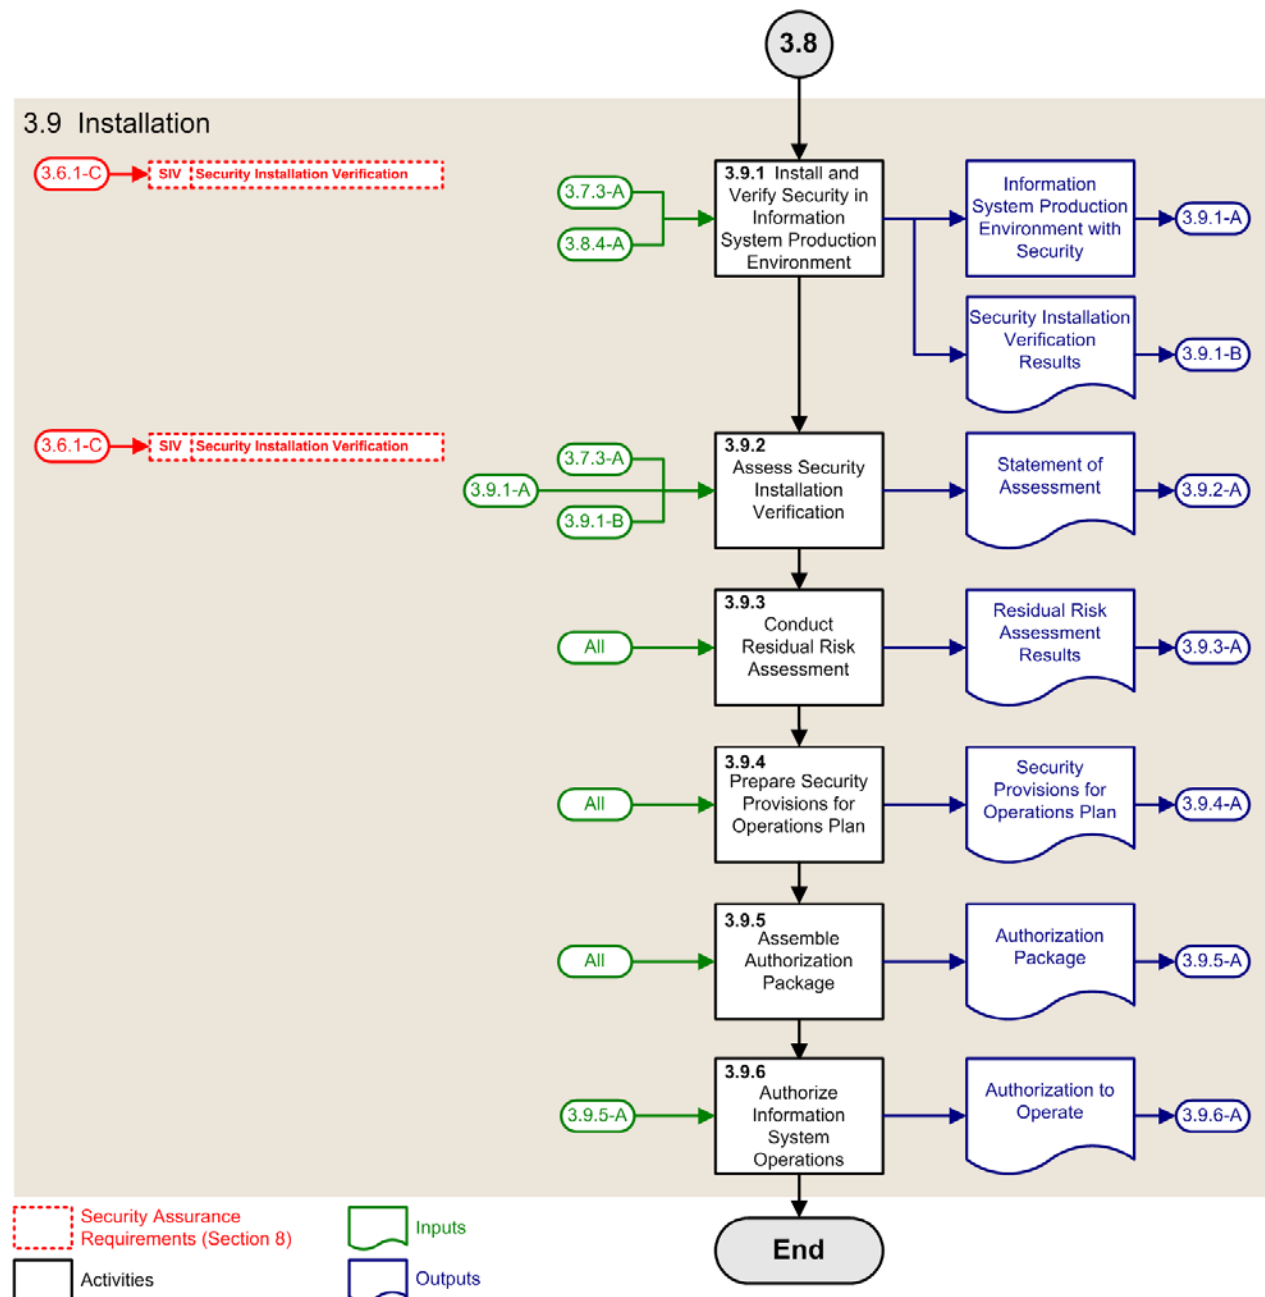 3.8
3.9 Installation
3.6.1-C
SIV Security Installation Verification
3.7.3-A
3.8.4-A
3.9.1 Install and
Verify Security in
Information
System Production
Environment
Information
System Production
Environment with
Security
3.9.1-A
Security Installation
Verification
Results
3.9.1-B
3.6.1-C
SIV Security Installation Verification
3.7.3-A
3.9.1-A
3.9.1-B
3.9.2
Assess Security
Installation
Verification
Statement of
Assessment
3.9.2-A
All
3.9.3
Conduct
Residual Risk
Assessment
Residual Risk
Assessment
Results
3.9.3-A
All
3.9.4
Prepare Security
Provisions for
Operations Plan
Security
Provisions for
Operations Plan
3.9.4-A
All
3.9.5
Assemble
Authorization
Package
Authorization
Package
3.9.5-A
3.9.5-A
3.9.6
Authorize
Information
System
Operations
Authorization to
Operate
3.9.6-A
Security Assurance
Requirements (Section 8)
Inputs
Activities
Outputs
End